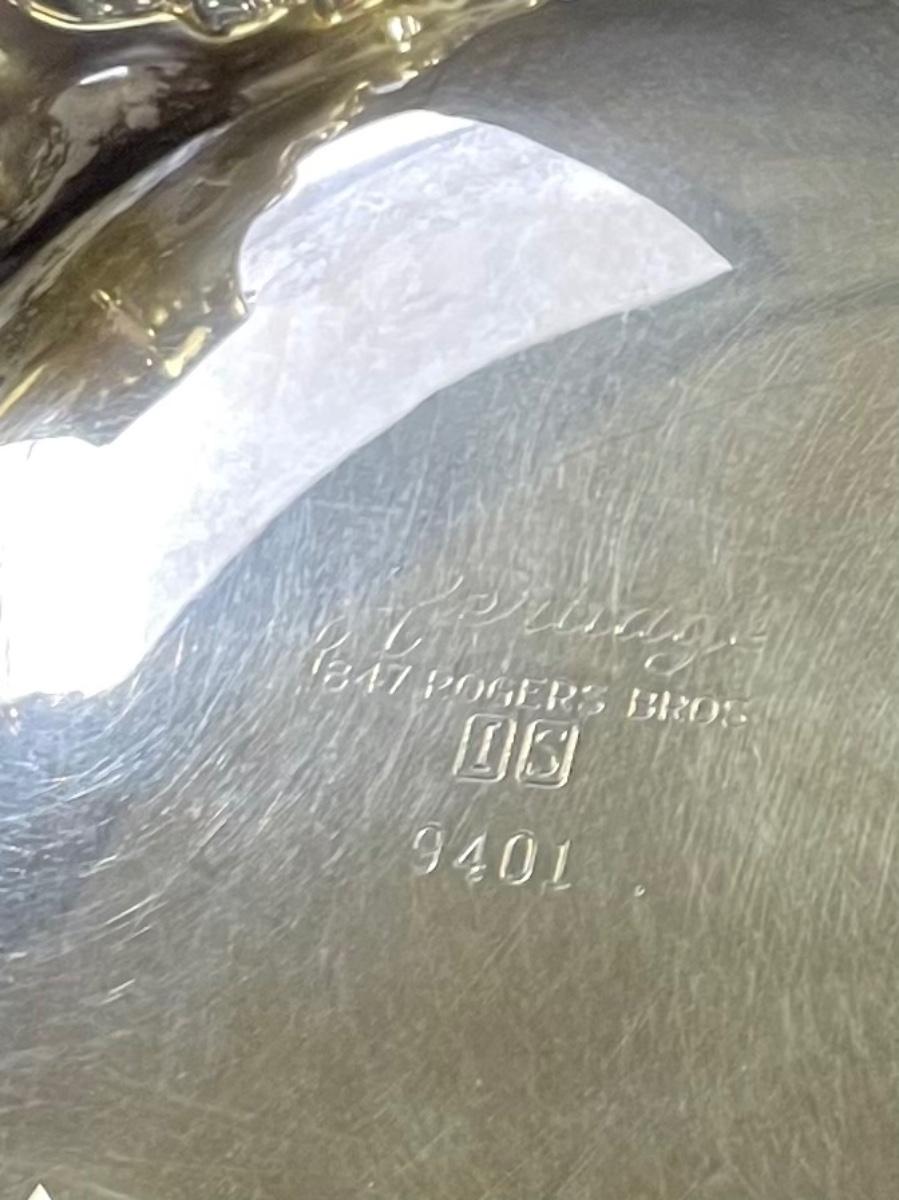 Heritage
1847 ROGERS BROS.
IS
9401